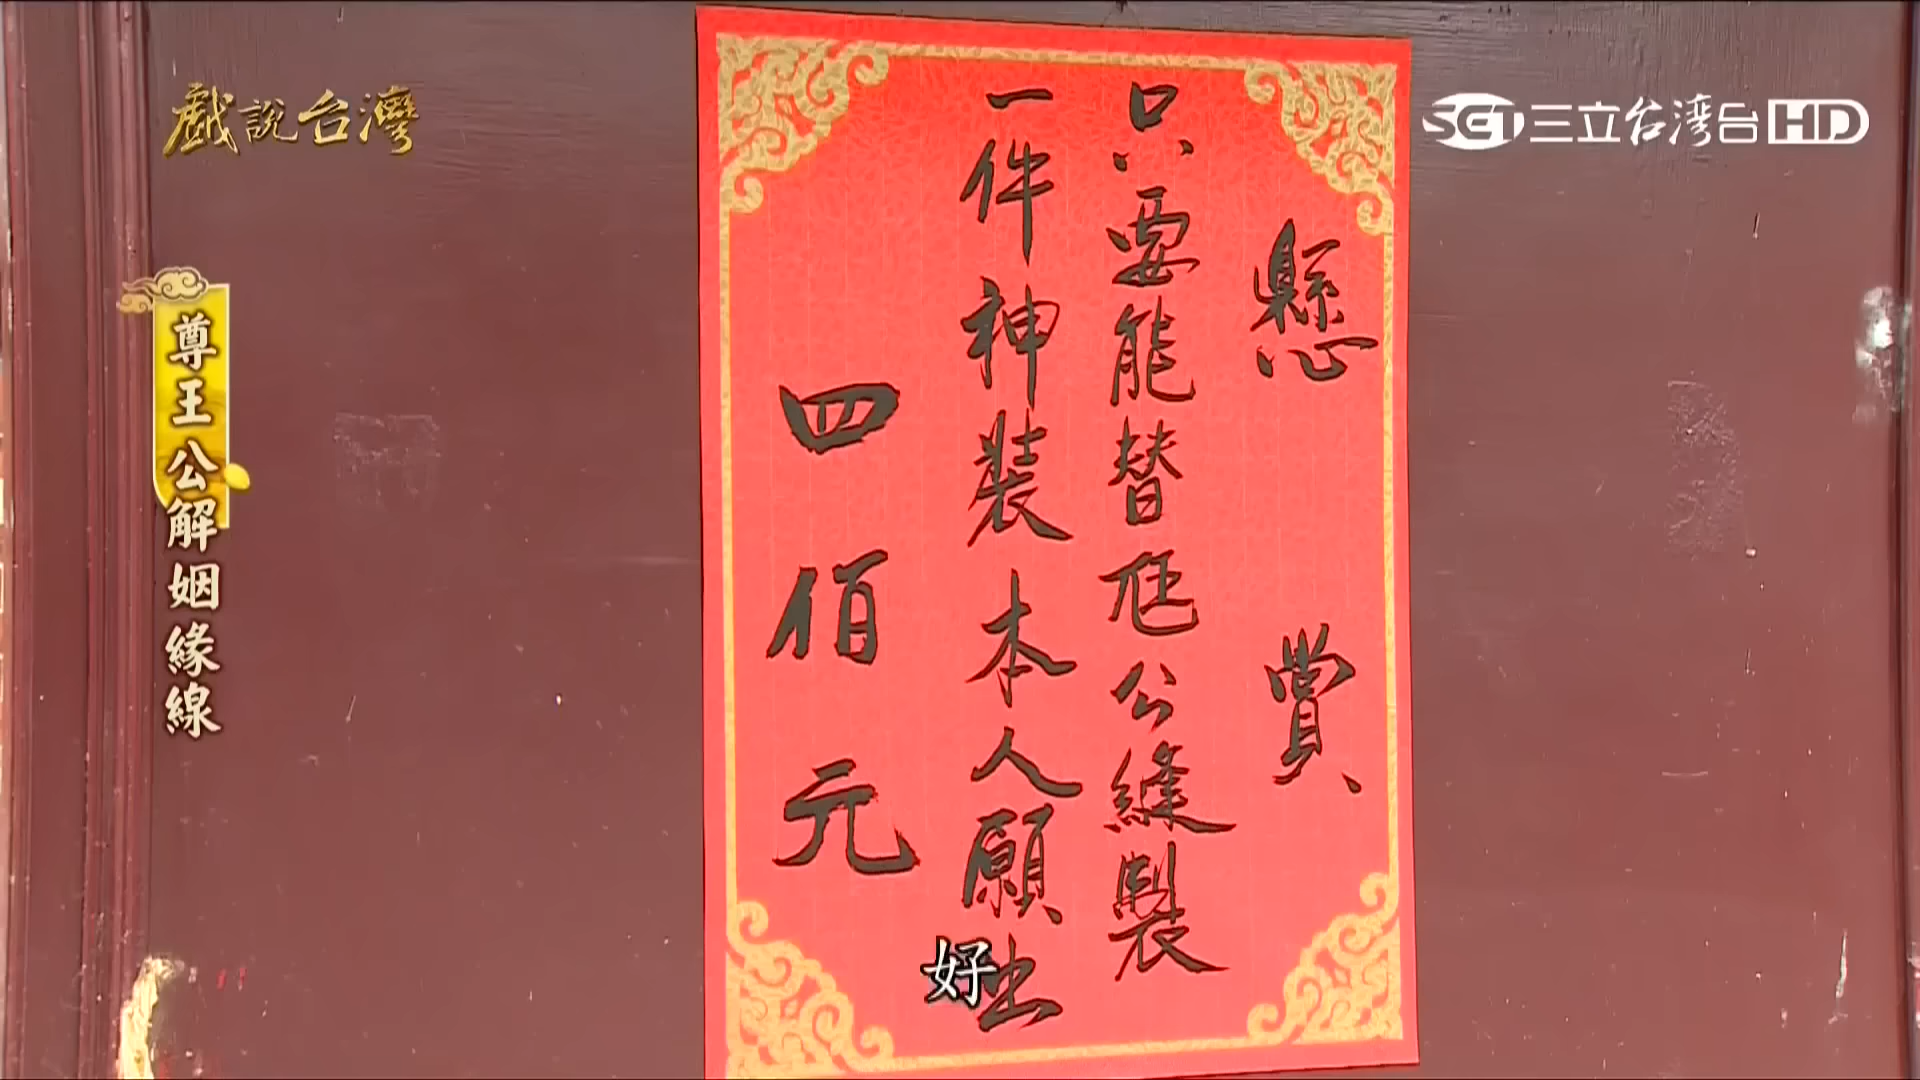 戲說台灣
SET三立台灣台HD
尊王公解姻緣線
懸賞
只要能替尪公縫製
一件神裝本人願出
四佰元
好